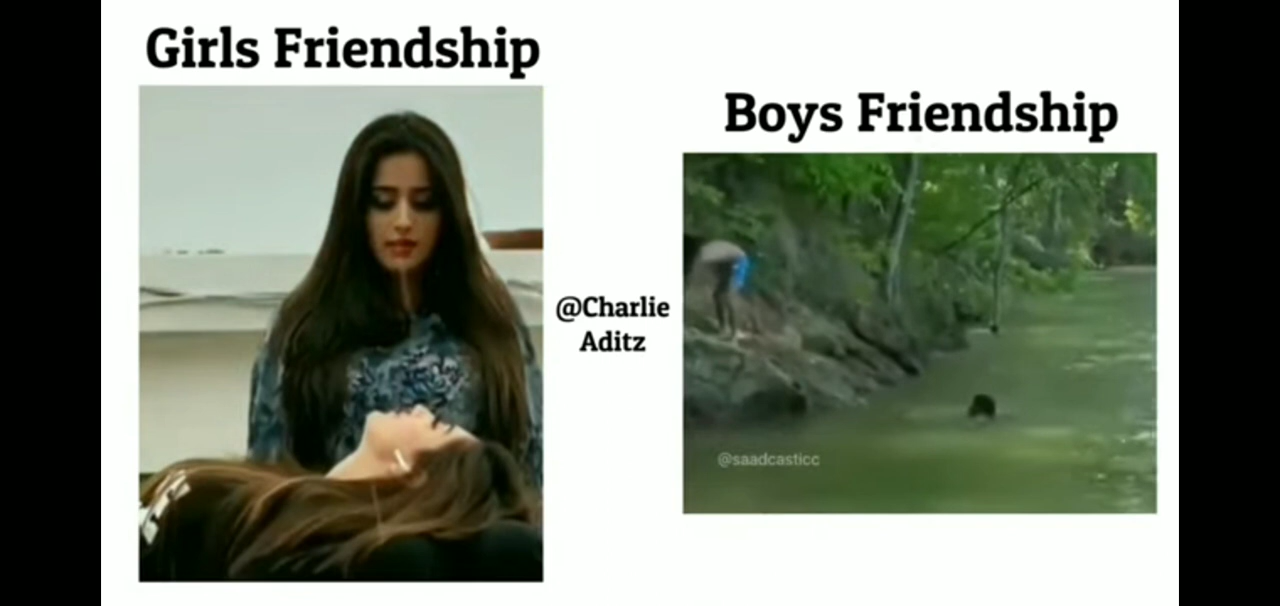 Girls Friendship
Boys Friendship
@Charlie
Aditz
@saadcasticc